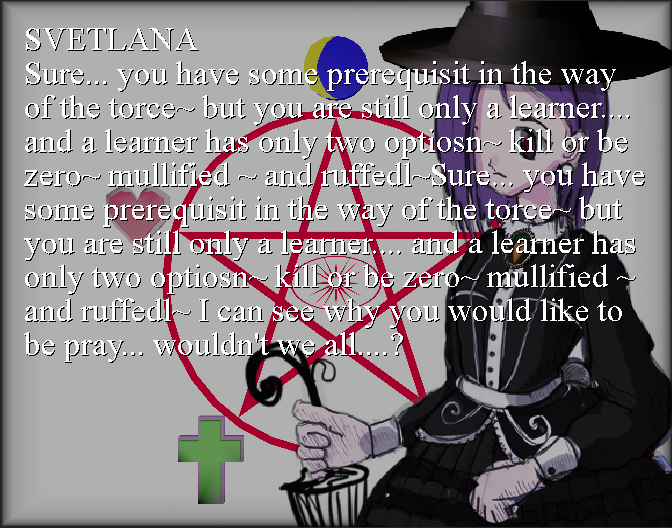 SVETLANA
Sure... you have some prerequisit in the way
of the torce~ but you are still only a learner....
and a learner has only two optiosn~ kill or be
zero~ mullified ~ and ruffedl~Sure... you have
some prerequisit in the way of the torce~ but
you are still only a learner.... and a learner has
only two optiosn~ kill or be zero~ mullified ~
and ruffedl~ I can see why you would like to
be pray... wouldn't we all....?